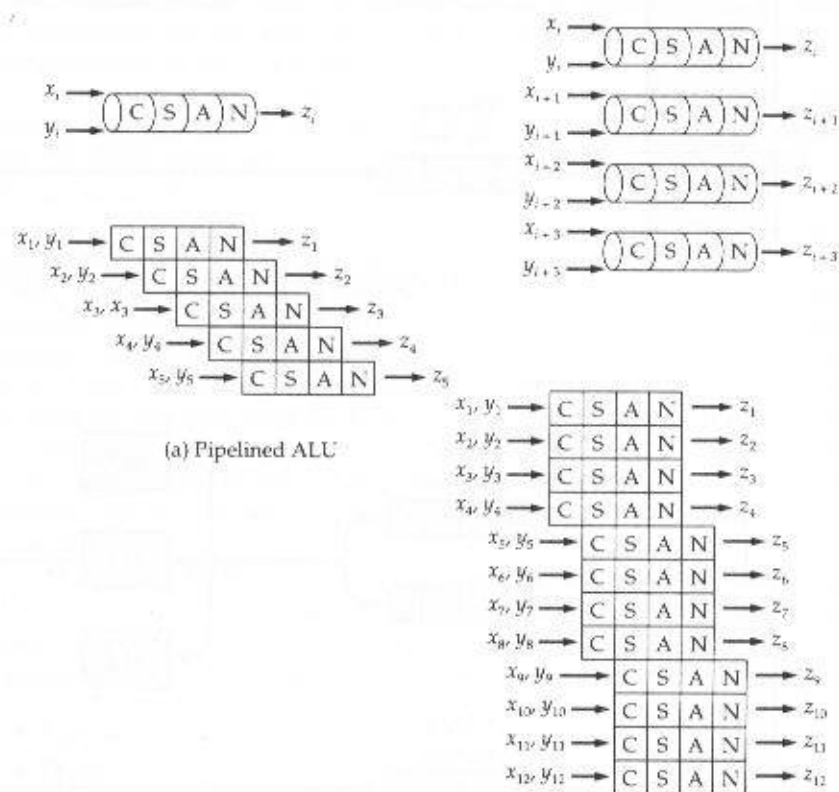 xᵢ
yᵢ
C S A N
zᵢ
x₁, y₁ C S A N z₁
x₂, y₂ C S A N z₂
x₃, x₃ C S A N z₃
x₄, y₄ C S A N z₄
x₅, y₅ C S A N z₅
(a) Pipelined ALU
xᵢ
yᵢ
C S A N
zᵢ
xᵢ₊₁
yᵢ₊₁
C S A N
zᵢ₊₁
xᵢ₊₂
yᵢ₊₂
C S A N
zᵢ₊₂
xᵢ₊₃
yᵢ₊₃
C S A N
zᵢ₊₃
x₁, y₁ C S A N z₁
x₂, y₂ C S A N z₂
x₃, y₃ C S A N z₃
x₄, y₄ C S A N z₄
x₅, y₅ C S A N z₅
x₆, y₆ C S A N z₆
x₇, y₇ C S A N z₇
x₈, y₈ C S A N z₈
x₉, y₉ C S A N z₉
x₁₀, y₁₀ C S A N z₁₀
x₁₁, y₁₁ C S A N z₁₁
x₁₂, y₁₂ C S A N z₁₂